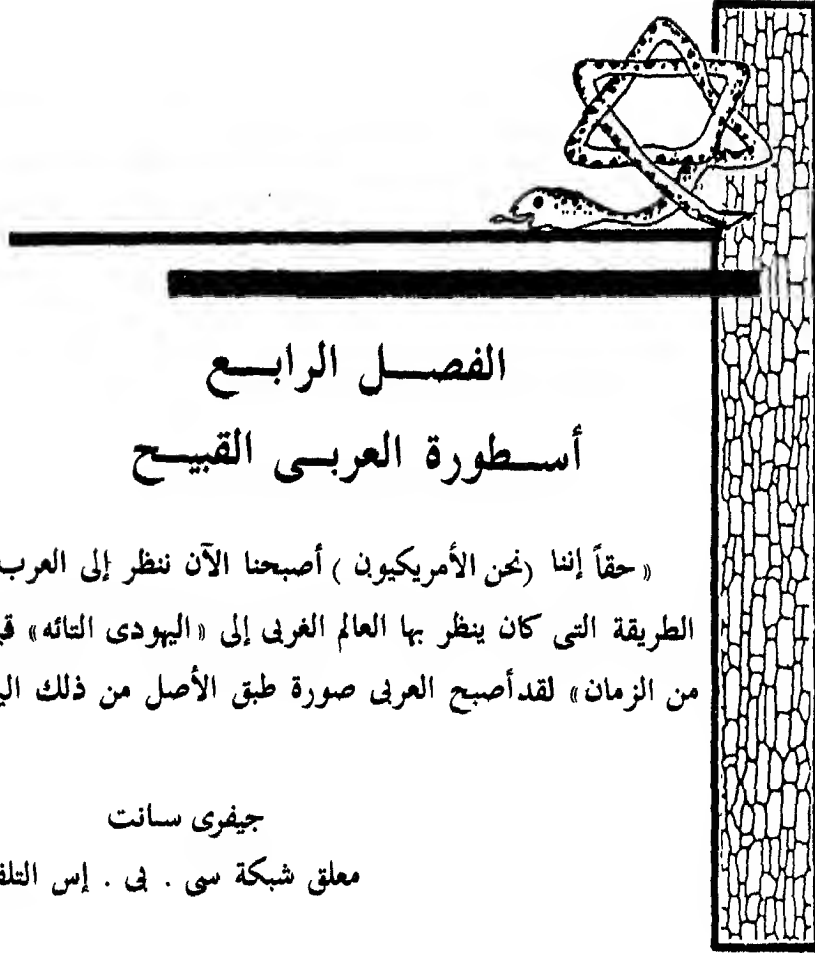 الفصل الرابع
أسطورة العربى القبيح
« حقاً إننا (نحن الأمريكيون ) أصبحنا الآن ننظر إلى العرب
الطريقة التى كان ينظر بها العالم الغربى إلى « اليهودى التائه»
من الزمان» لقد أصبح العربى صورة طبق الأصل من ذلك
جيفرى سانت
معلق شبكة سى . بى . إس